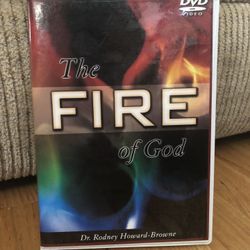 DVD
VIDEO
The
FIRE
of God
Dr. Rodney Howard-Browne